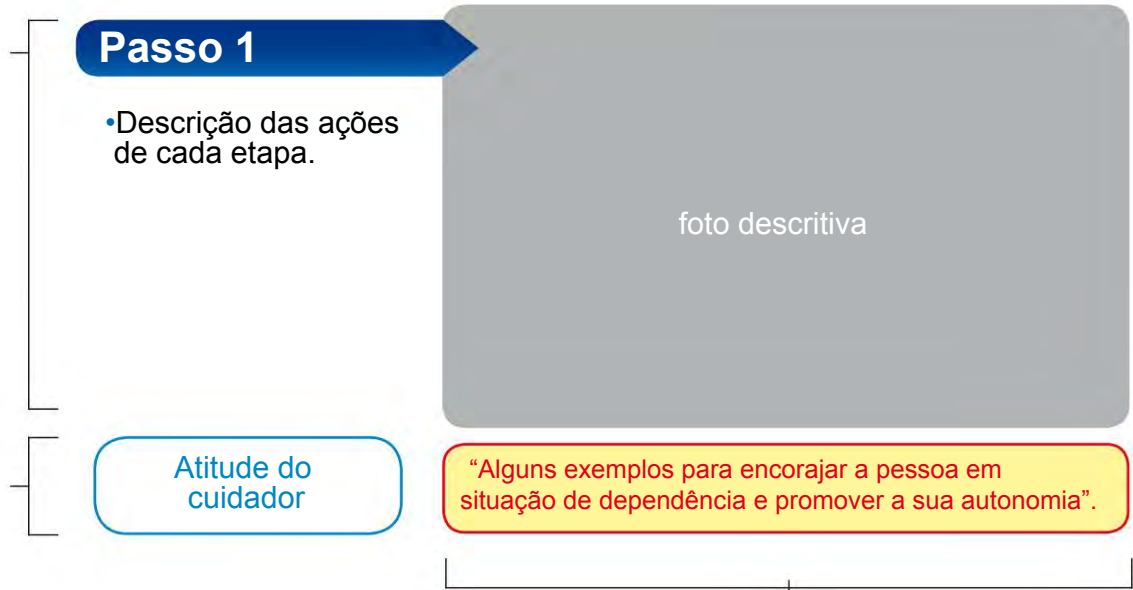 Passo 1
•Descrição das ações
de cada etapa.
foto descritiva
Atitude do
cuidador
“Alguns exemplos para encorajar a pessoa em
situação de dependência e promover a sua autonomia”.